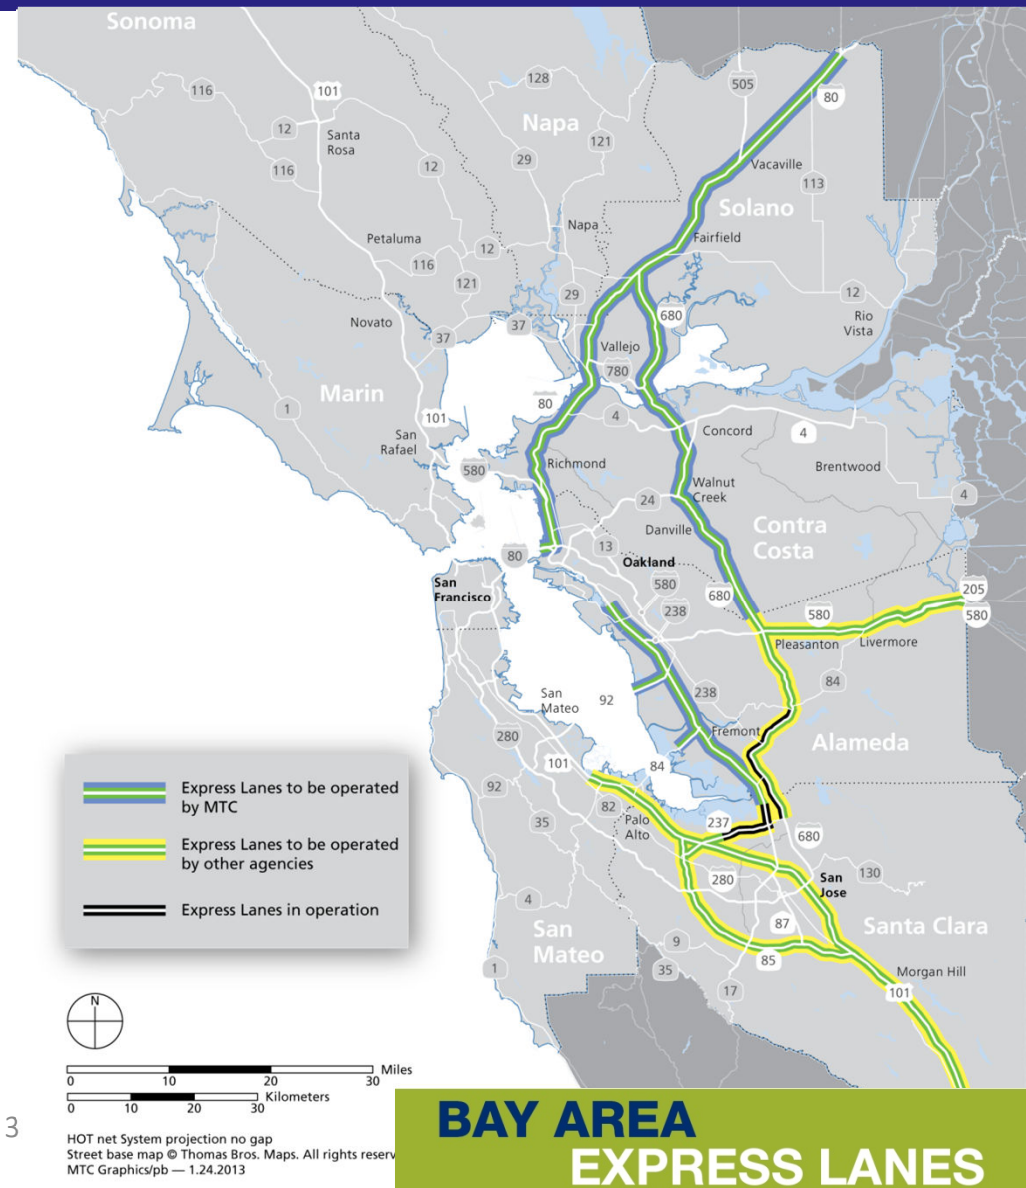 Sonoma
128
505
80
116
101
Napa
12
Santa
Rosa
121
116
29
12
Vacaville
113
Solano
Napa
Petaluma
12
Fairfield
116
121
29
12
680
Rio
Vista
Novato
37
37
Vallejo
780
Marin
1
101
80
4
Concord
4
San
Rafael
580
Richmond
Brentwood
Walnut
Creek
4
24
Danville
Contra
Costa
13
80
Oakland
San
Francisco
580
680
205
238
580
580
Pleasanton
Livermore
84
San
Mateo
92
238
280
Fremont
Alameda
101
84
92
82
35
Palo
Alto
237
680
280
San
Jose
130
4
87
San
Mateo
Santa Clara
9
85
1
35
17
Morgan Hill
101
Express Lanes to be operated
by MTC
Express Lanes to be operated
by other agencies
Express Lanes in operation
N
Miles
0 10 20 30
Kilometers
0 10 20 30
3
HOT net System projection no gap
Street base map © Thomas Bros. Maps. All rights reserv
MTC Graphics/pb — 1.24.2013
BAY AREA
EXPRESS LANES